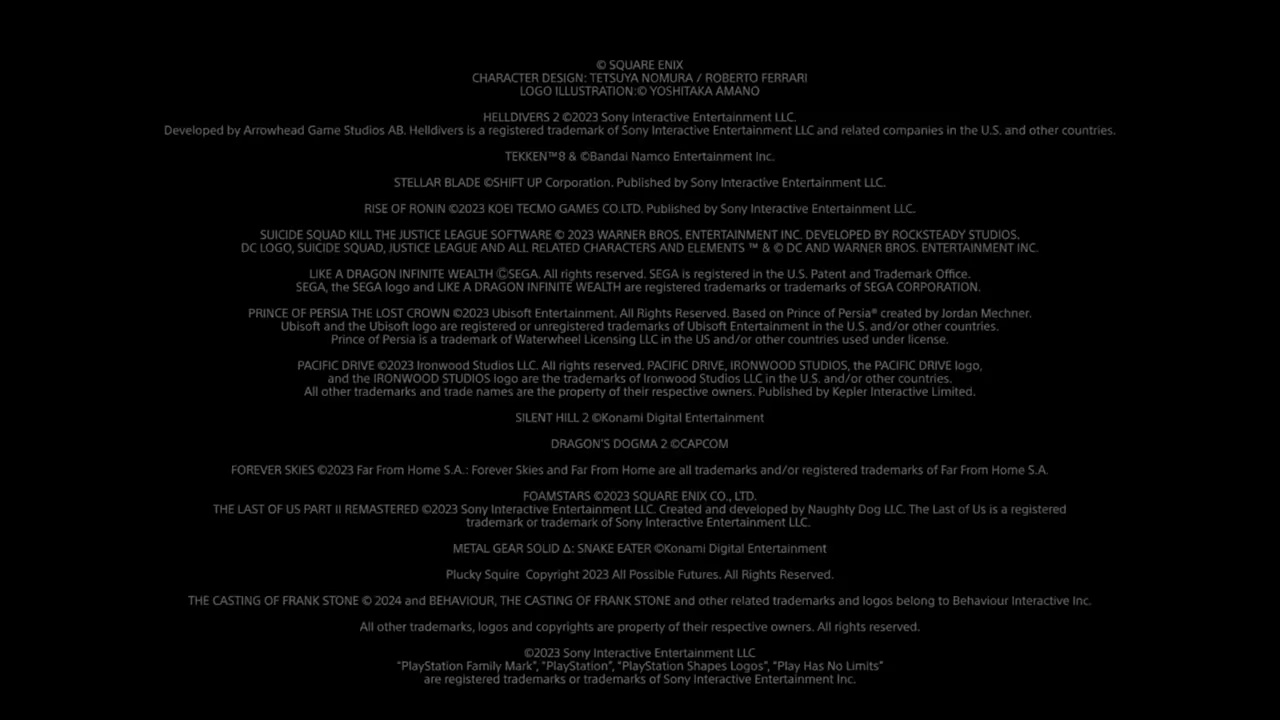 © SQUARE ENIX
CHARACTER DESIGN: TETSUYA NOMURA / ROBERTO FERRARI
LOGO ILLUSTRATION:© YOSHITAKA AMANO
HELLDIVERS 2 ©2023 Sony Interactive Entertainment LLC.
Developed by Arrowhead Game Studios AB. Helldivers is a registered trademark of Sony Interactive Entertainment LLC and related companies in the U.S. and other countries.
TEKKEN™8 & ©Bandai Namco Entertainment Inc.
STELLAR BLADE ©SHIFT UP Corporation. Published by Sony Interactive Entertainment LLC.
RISE OF RONIN ©2023 KOEI TECMO GAMES CO.LTD. Published by Sony Interactive Entertainment LLC.
SUICIDE SQUAD KILL THE JUSTICE LEAGUE SOFTWARE © 2023 WARNER BROS. ENTERTAINMENT INC. DEVELOPED BY ROCKSTEADY STUDIOS.
DC LOGO, SUICIDE SQUAD, JUSTICE LEAGUE AND ALL RELATED CHARACTERS AND ELEMENTS ™ & © DC AND WARNER BROS. ENTERTAINMENT INC.
LIKE A DRAGON INFINITE WEALTH ©SEGA. All rights reserved. SEGA is registered in the U.S. Patent and Trademark Office.
SEGA, the SEGA logo and LIKE A DRAGON INFINITE WEALTH are registered trademarks or trademarks of SEGA CORPORATION.
PRINCE OF PERSIA THE LOST CROWN ©2023 Ubisoft Entertainment. All Rights Reserved. Based on Prince of Persia® created by Jordan Mechner.
Ubisoft and the Ubisoft logo are registered or unregistered trademarks of Ubisoft Entertainment in the U.S. and/or other countries.
Prince of Persia is a trademark of Waterwheel Licensing LLC in the US and/or other countries used under license.
PACIFIC DRIVE ©2023 Ironwood Studios LLC. All rights reserved. PACIFIC DRIVE, IRONWOOD STUDIOS, the PACIFIC DRIVE logo,
and the IRONWOOD STUDIOS logo are the trademarks of Ironwood Studios LLC in the U.S. and/or other countries.
All other trademarks and trade names are the property of their respective owners. Published by Kepler Interactive Limited.
SILENT HILL 2 ©Konami Digital Entertainment
DRAGON'S DOGMA 2 ©CAPCOM
FOREVER SKIES ©2023 Far From Home S.A.: Forever Skies and Far From Home are all trademarks and/or registered trademarks of Far From Home S.A.
FOAMSTARS ©2023 SQUARE ENIX CO., LTD.
THE LAST OF US PART II REMASTERED ©2023 Sony Interactive Entertainment LLC. Created and developed by Naughty Dog LLC. The Last of Us is a registered
trademark or trademark of Sony Interactive Entertainment LLC.
METAL GEAR SOLID Δ: SNAKE EATER ©Konami Digital Entertainment
Plucky Squire Copyright 2023 All Possible Futures. All Rights Reserved.
THE CASTING OF FRANK STONE © 2024 and BEHAVIOUR, THE CASTING OF FRANK STONE and other related trademarks and logos belong to Behaviour Interactive Inc.
All other trademarks, logos and copyrights are property of their respective owners. All rights reserved.
©2023 Sony Interactive Entertainment LLC
"PlayStation Family Mark", "PlayStation", "PlayStation Shapes Logos", "Play Has No Limits"
are registered trademarks or trademarks of Sony Interactive Entertainment Inc.